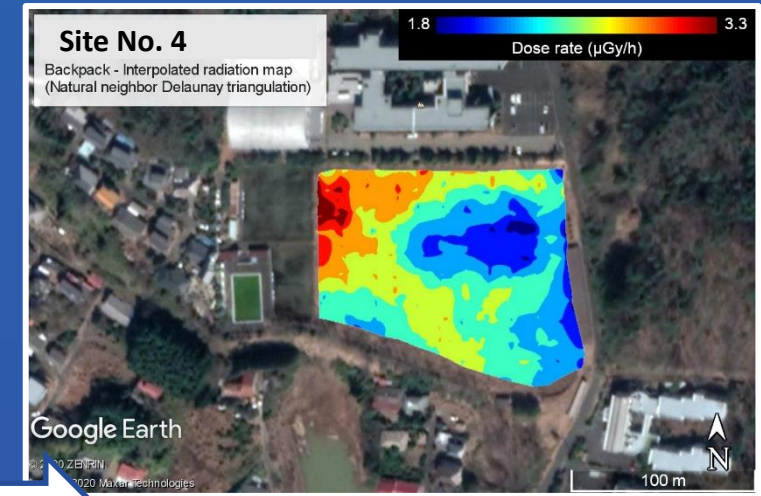 Site No. 4
Backpack - Interpolated radiation map
(Natural neighbor Delaunay triangulation)
1.8
3.3
Dose rate (µGy/h)
Google Earth
ZENRIN
2020 Maxar Technologies
100 m
N